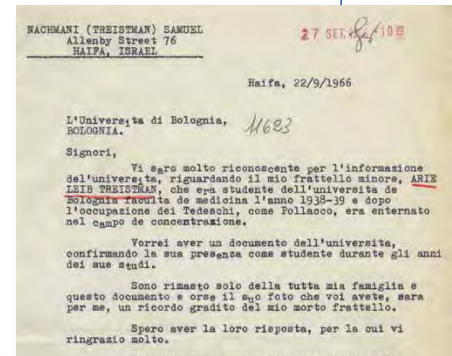 NACHMANI (TREISTMAN) SAMUEL
Allenby Street 76
HAIFA, ISRAEL
27 SET.
Haifa, 22/9/1966
L'Universita di Bolognia,
BOLOGNIA.
11623
Signori,
Vi saro molto riconoscente per l'informazione
del'universita, riguardando il mio frattello minore, ARIE
LEIB TREISTMAN, che era studente dell'universita de
Bolognia faculta de medicina l'anno 1938-39 e dopo
l'occupazione dei Tedeschi, come Pollacco, era enternato
nel campo de concentrazione.
Vorrei aver un documento dell'universita,
confirmando la sua presenza come studente durante gli anni
dei sue studi.
Sono rimasto solo della tutta mia famiglia e
questo documento e orse il suo foto che voi avete, sara
per me, un ricordo gradito del mio morto frattello.
Spero aver la loro risposta, per la cui vi
ringrazio molto.